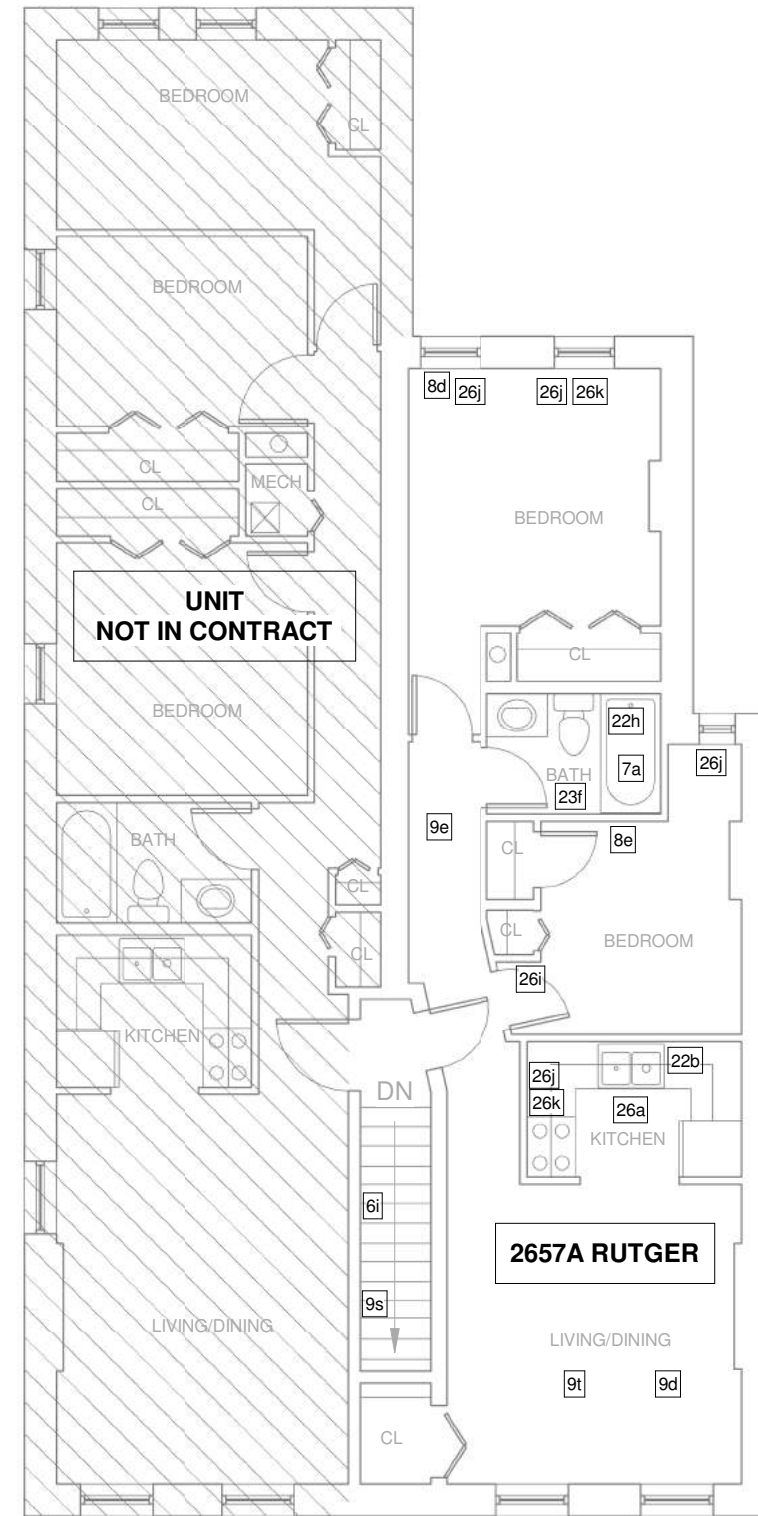 BEDROOM
CL
BEDROOM
8d
26j
26j
26k
CL
MECH
CL
BEDROOM
UNIT
NOT IN CONTRACT
CL
BEDROOM
22h
26j
7a
BATH
23f
9e
8e
BATH
CL
CL
CL
BEDROOM
CL
26i
KITCHEN
22b
26j
DN
26k
26a
KITCHEN
6i
2657A RUTGER
9s
LIVING/DINING
LIVING/DINING
9t
9d
CL